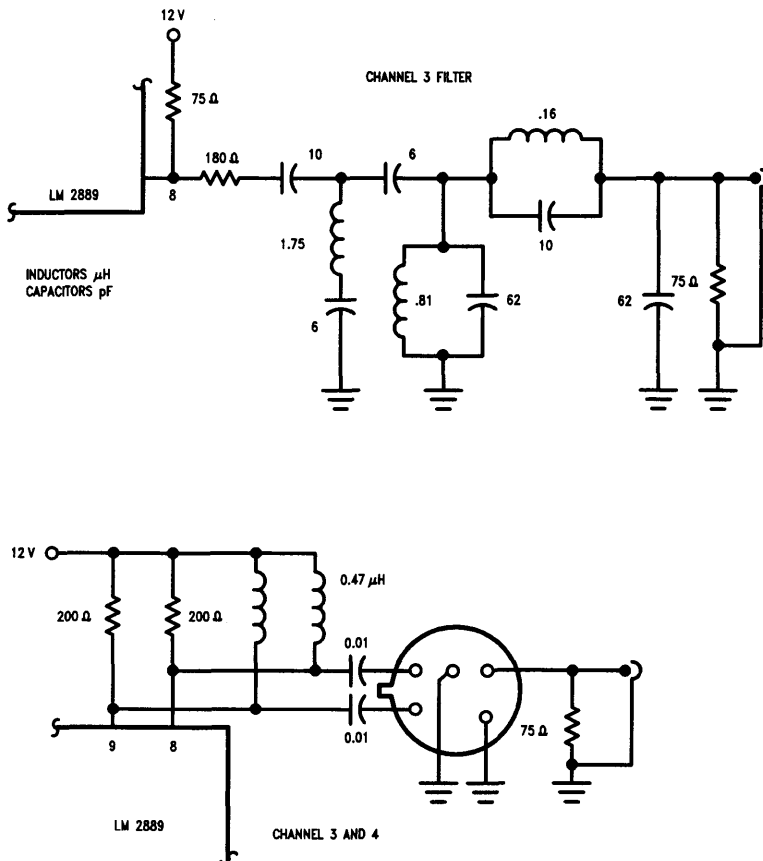 12 V
CHANNEL 3 FILTER
75 Ω
.16
180 Ω
10
6
LM 2889
8
10
1.75
INDUCTORS μH
CAPACITORS pF
6
.81
62
62
75 Ω
12 V
0.47 μH
200 Ω
200 Ω
0.01
0.01
75 Ω
9
8
LM 2889
CHANNEL 3 AND 4